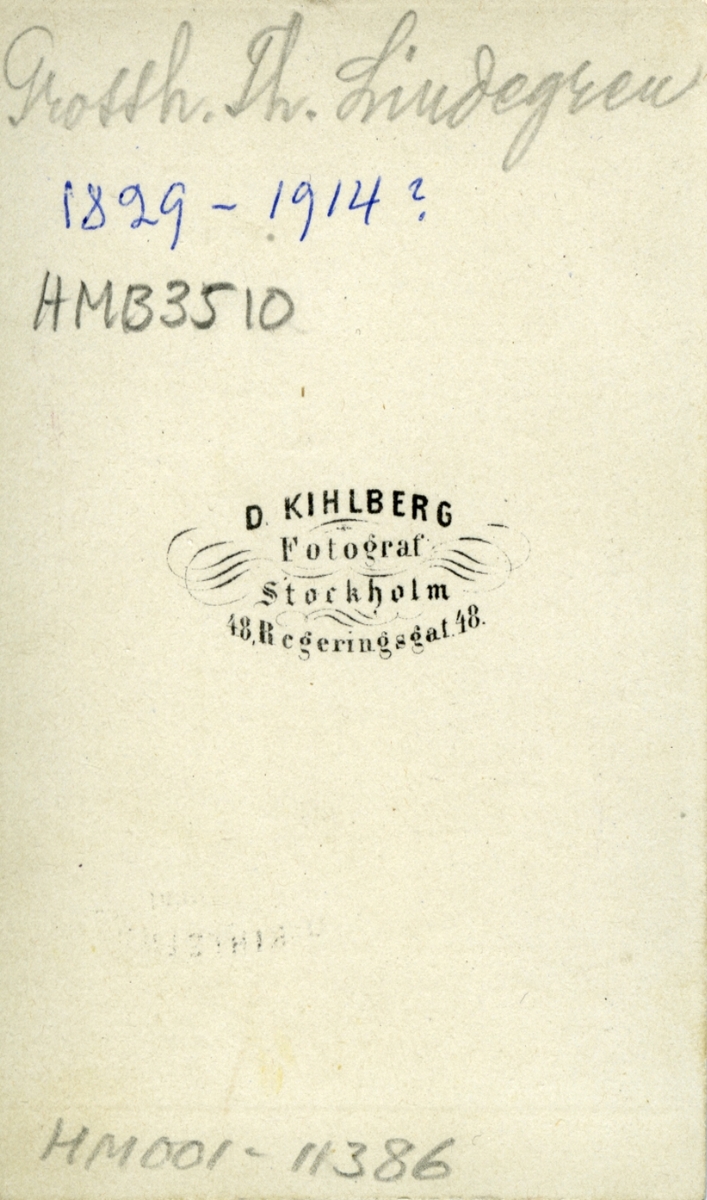 Grossh. Th. Lindegren
1829 - 1914 ?
HMB3510
D. KIHLBERG
Fotograf
Stockholm
48, Regeringsgat. 48.
HM001-11386